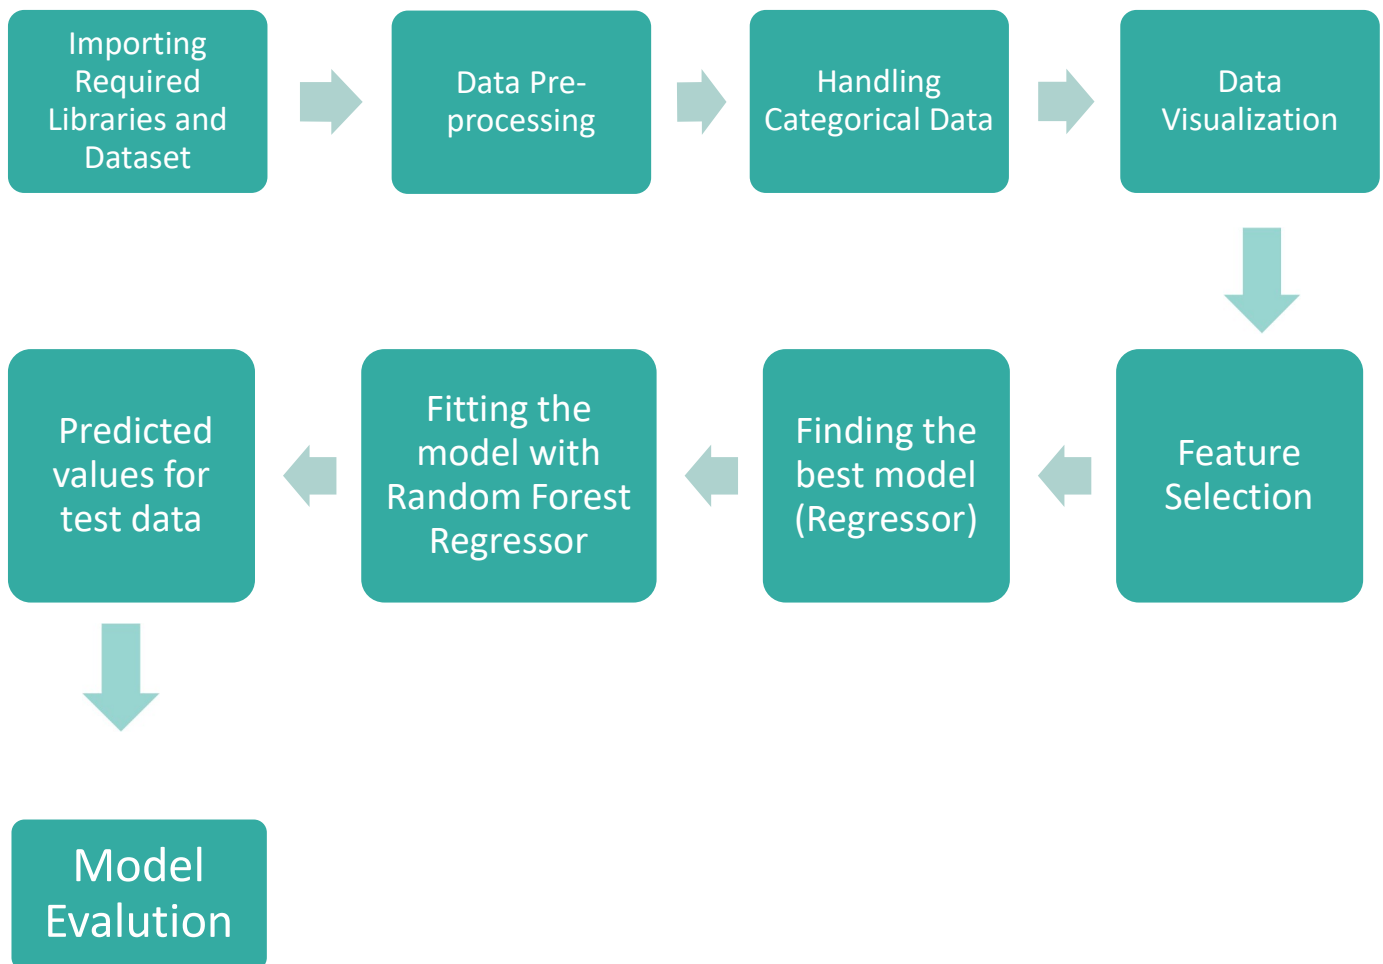 Importing
Required
Libraries and
Dataset
Data Pre-
processing
Handling
Categorical Data
Data
Visualization
Feature
Selection
Finding the
best model
(Regressor)
Fitting the
model with
Random Forest
Regressor
Predicted
values for
test data
Model
Evalution